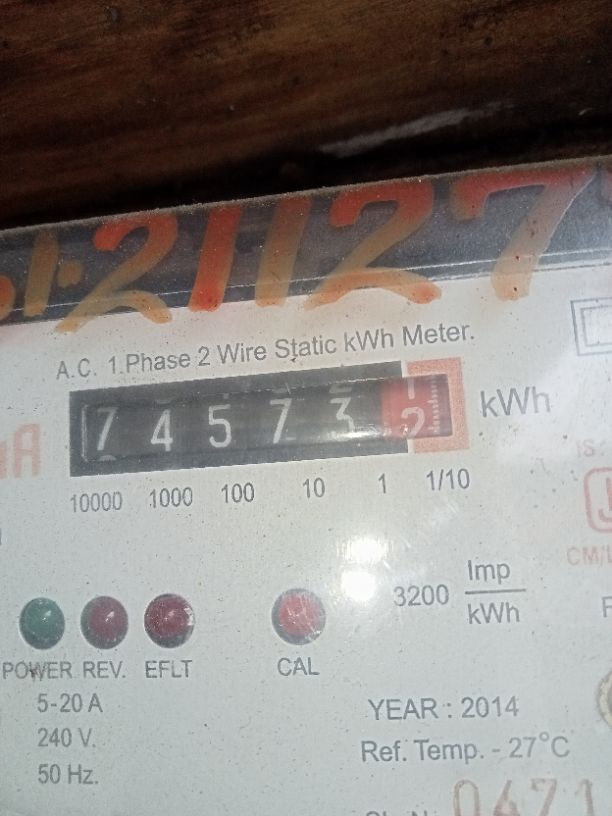 21127
A.C. 1.Phase 2 Wire Static kWh Meter.
7 4 5 7 3 2 kWh
10000 1000 100 10 1 1/10
3200 Imp/kWh
POWER REV. EFLT CAL
5-20 A
240 V.
50 Hz.
YEAR : 2014
Ref. Temp. - 27°C
0471